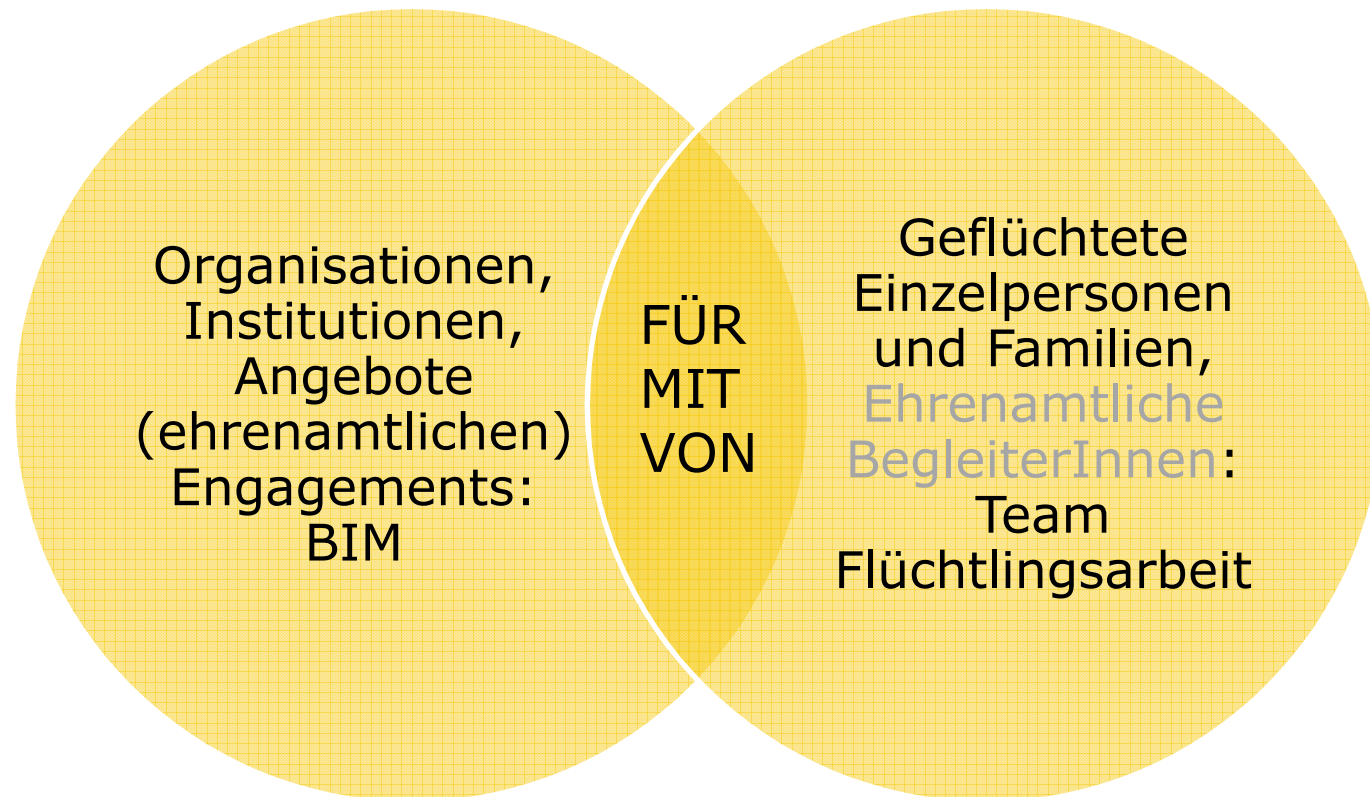 Organisationen,
Institutionen,
Angebote
(ehrenamtlichen)
Engagements:
BIM
FÜR
MIT
VON
Geflüchtete
Einzelpersonen
und Familien,
Ehrenamtliche
BegleiterInnen:
Team
Flüchtlingsarbeit